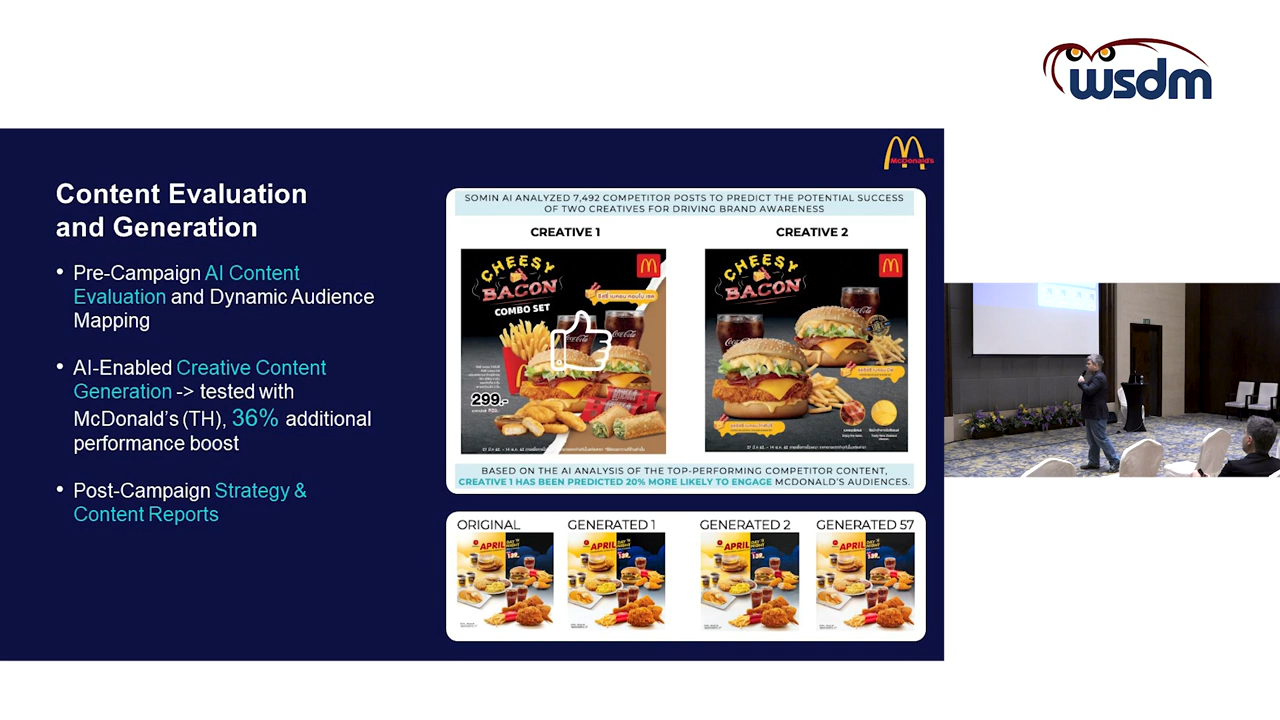 wsdm
McDonald's
Content Evaluation
and Generation
• Pre-Campaign AI Content
Evaluation and Dynamic Audience
Mapping
• AI-Enabled Creative Content
Generation -> tested with
McDonald's (TH), 36% additional
performance boost
• Post-Campaign Strategy &
Content Reports
SOMIN AI ANALYZED 7,492 COMPETITOR POSTS TO PREDICT THE POTENTIAL SUCCESS
OF TWO CREATIVES FOR DRIVING BRAND AWARENESS
CREATIVE 1
CREATIVE 2
CHEESY
BACON
COMBO SET
Coca-Cola
299.-
CHEESY
BACON
Coca-Cola
BASED ON THE AI ANALYSIS OF THE TOP-PERFORMING COMPETITOR CONTENT,
CREATIVE 1 HAS BEEN PREDICTED 20% MORE LIKELY TO ENGAGE MCDONALD'S AUDIENCES.
ORIGINAL
GENERATED 1
GENERATED 2
GENERATED 57
APRIL
APRIL
APRIL
APRIL